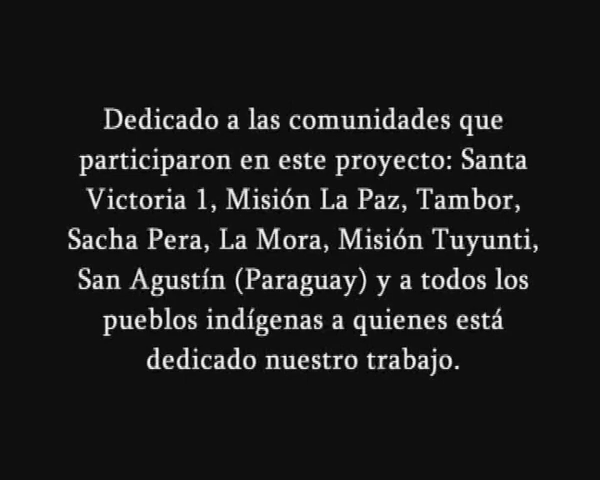 Dedicado a las comunidades que
participaron en este proyecto: Santa
Victoria 1, Misión La Paz, Tambor,
Sacha Pera, La Mora, Misión Tuyunti,
San Agustín (Paraguay) y a todos los
pueblos indígenas a quienes está
dedicado nuestro trabajo.